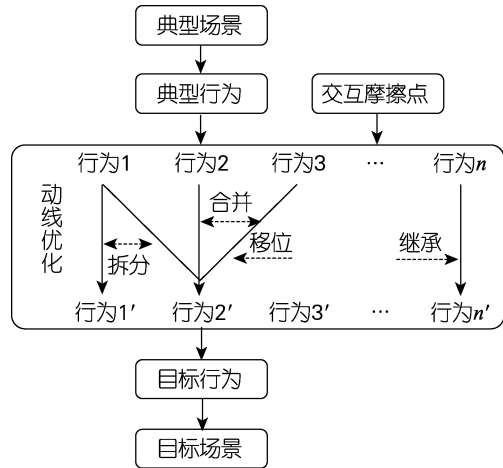 典型场景
典型行为
交互摩擦点
行为1 行为2 行为3 … 行为n
动线优化
合并
移位
拆分
继承
行为1′ 行为2′ 行为3′ … 行为n′
目标行为
目标场景